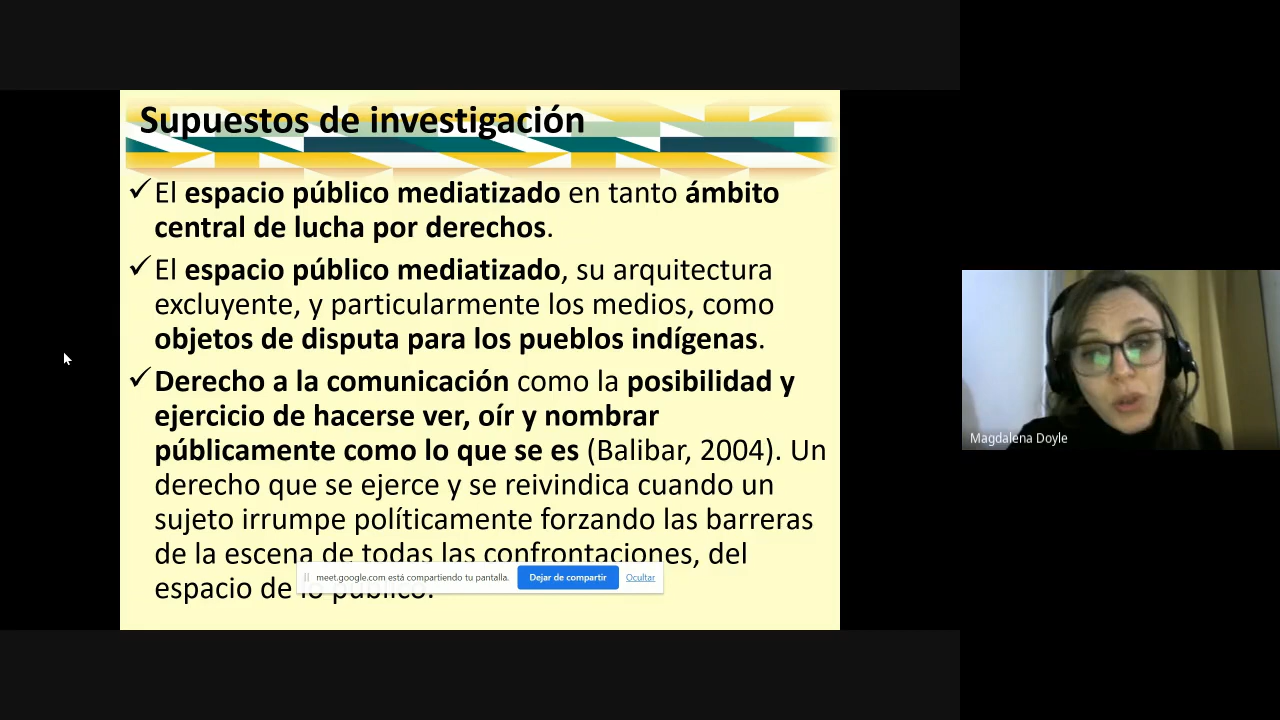 Supuestos de investigación
✓El espacio público mediatizado en tanto ámbito
central de lucha por derechos.
✓El espacio público mediatizado, su arquitectura
excluyente, y particularmente los medios, como
objetos de disputa para los pueblos indígenas.
✓Derecho a la comunicación como la posibilidad y
ejercicio de hacerse ver, oír y nombrar
públicamente como lo que se es (Balibar, 2004). Un
derecho que se ejerce y se reivindica cuando un
sujeto irrumpe políticamente forzando las barreras
de la escena de todas las confrontaciones, del
espacio de lo público.
meet.google.com está compartiendo tu pantalla. Dejar de compartir Ocultar
Magdalena Doyle